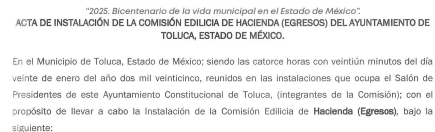 "2025. Bicentenario de la vida municipal en el Estado de México".
ACTA DE INSTALACIÓN DE LA COMISIÓN EDILICIA DE HACIENDA (EGRESOS) DEL AYUNTAMIENTO DE
TOLUCA, ESTADO DE MÉXICO.
En el Municipio de Toluca, Estado de México; siendo las catorce horas con veintiún minutos del día
veinte de enero del año dos mil veinticinco, reunidos en las instalaciones que ocupa el Salón de
Presidentes de este Ayuntamiento Constitucional de Toluca, (integrantes de la Comisión); con el
propósito de llevar a cabo la Instalación de la Comisión Edilicia de Hacienda (Egresos), bajo la
siguiente: